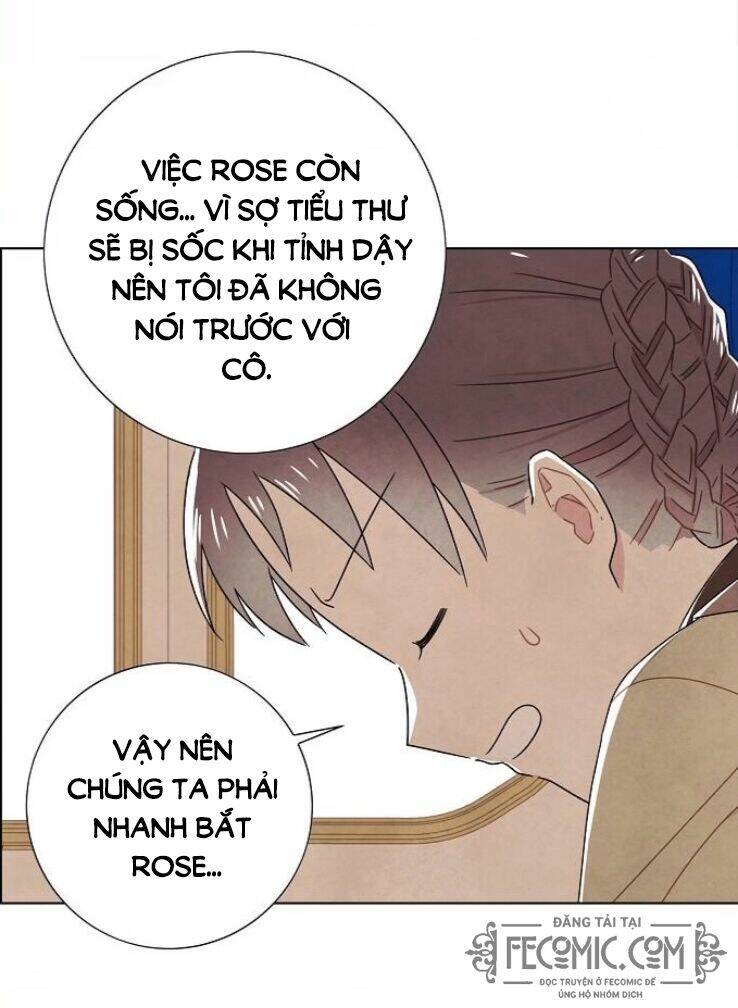 VIỆC ROSE CÒN
SỐNG... VÌ SỢ TIỂU THƯ
SẼ BỊ SỐC KHI TỈNH DẬY
NÊN TÔI ĐÃ KHÔNG
NÓI TRƯỚC VỚI
CÔ.
VẬY NÊN
CHÚNG TA PHẢI
NHANH BẮT
ROSE...
ĐĂNG TẢI TẠI
FECOMIC.COM
ĐỌC TRUYỆN Ở FECOMIC ĐỂ
ỦNG HỘ NHÓM DỊCH